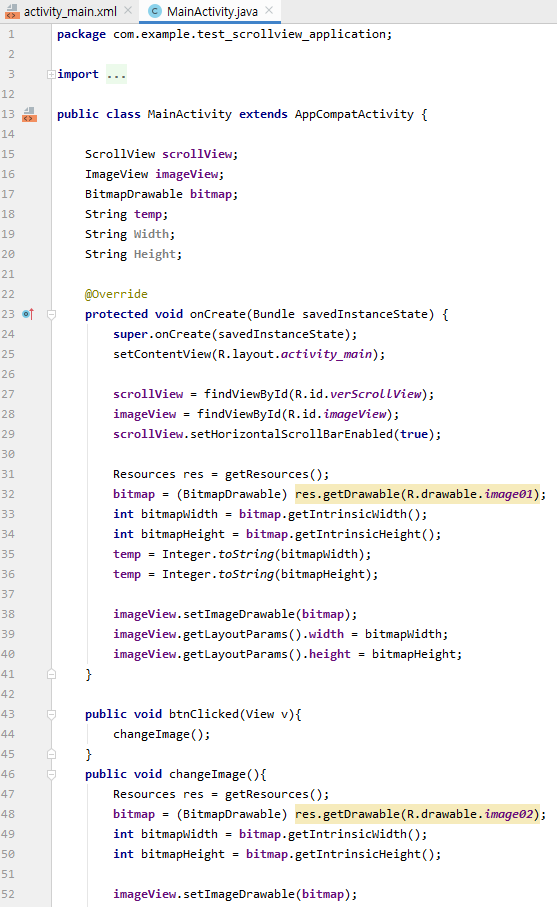 activity_main.xml MainActivity.java
1 package com.example.test_scrollview_application;
2
3 import ...
12
13 public class MainActivity extends AppCompatActivity {
14
15 ScrollView scrollView;
16 ImageView imageView;
17 BitmapDrawable bitmap;
18 String temp;
19 String Width;
20 String Height;
21
22 @Override
23 protected void onCreate(Bundle savedInstanceState) {
24 super.onCreate(savedInstanceState);
25 setContentView(R.layout.activity_main);
26
27 scrollView = findViewById(R.id.verScrollView);
28 imageView = findViewById(R.id.imageView);
29 scrollView.setHorizontalScrollBarEnabled(true);
30
31 Resources res = getResources();
32 bitmap = (BitmapDrawable) res.getDrawable(R.drawable.image01);
33 int bitmapWidth = bitmap.getIntrinsicWidth();
34 int bitmapHeight = bitmap.getIntrinsicHeight();
35 temp = Integer.toString(bitmapWidth);
36 temp = Integer.toString(bitmapHeight);
37
38 imageView.setImageDrawable(bitmap);
39 imageView.getLayoutParams().width = bitmapWidth;
40 imageView.getLayoutParams().height = bitmapHeight;
41 }
42
43 public void btnClicked(View v){
44 changeImage();
45 }
46 public void changeImage(){
47 Resources res = getResources();
48 bitmap = (BitmapDrawable) res.getDrawable(R.drawable.image02);
49 int bitmapWidth = bitmap.getIntrinsicWidth();
50 int bitmapHeight = bitmap.getIntrinsicHeight();
51
52 imageView.setImageDrawable(bitmap);